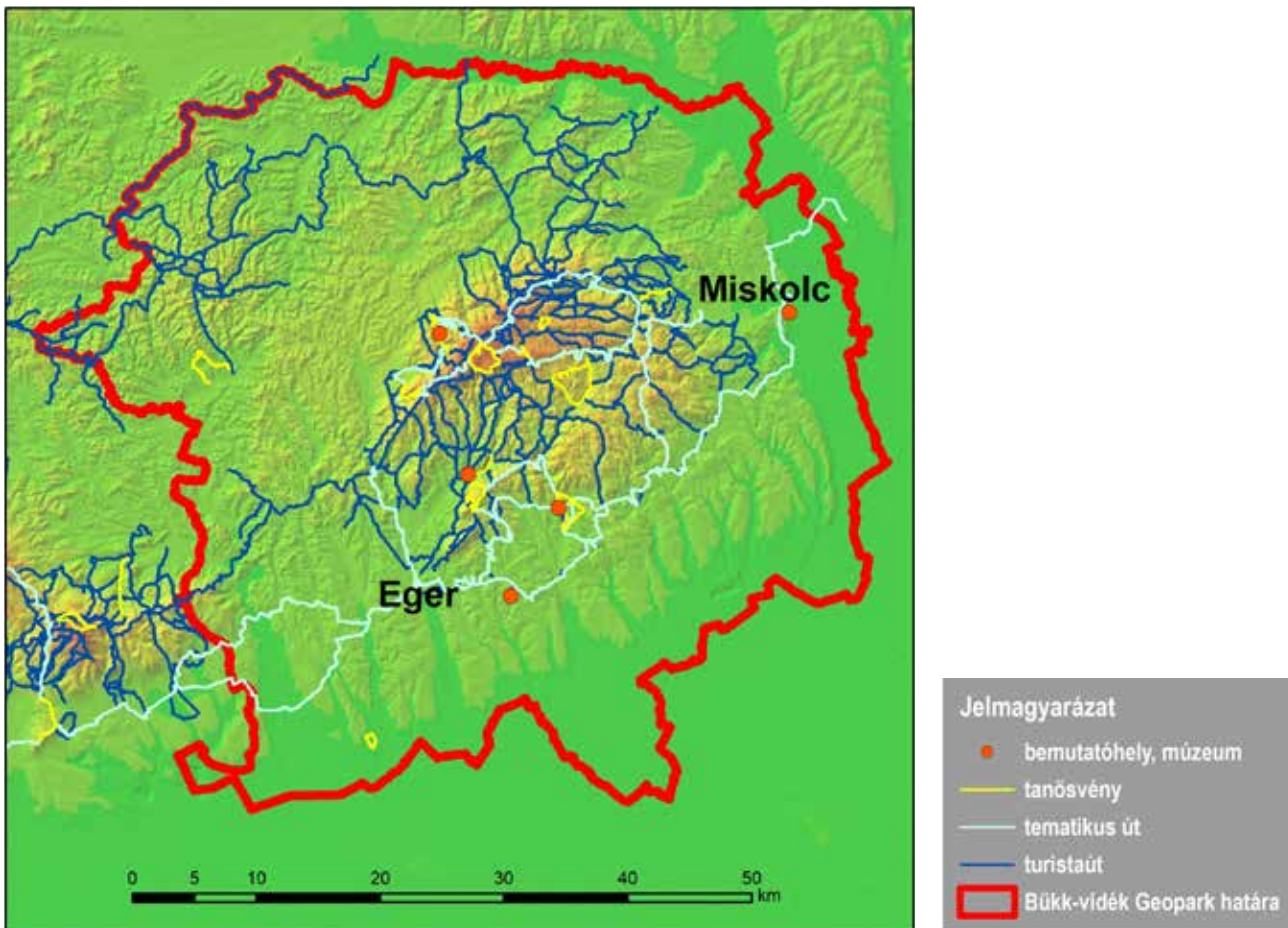 Miskolc
Eger
0 5 10 20 30 40 50
km
Jelmagyarázat
bemutatóhely, múzeum
tanösvény
tematikus út
turistaút
Bükk-vidék Geopark határa